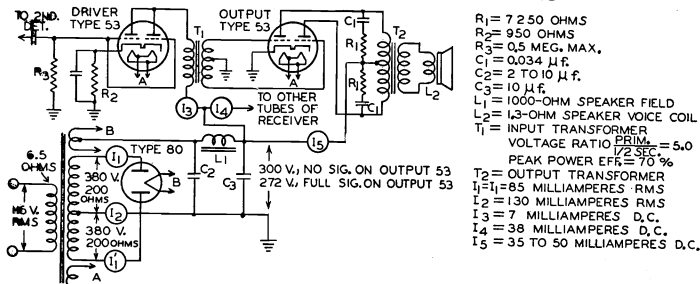 TO 2ND.
DET.
DRIVER
TYPE 53
OUTPUT
TYPE 53
T1
T2
C1
R1
R1
C1
L2
R3
R2
A
A
I3
I4
TO OTHER
TUBES OF
RECEIVER
B
TYPE 80
L1
I5
6.5
OHMS
I1
380 V.
200
OHMS
B
C2
C3
300 V., NO SIG. ON OUTPUT 53
272 V., FULL SIG. ON OUTPUT 53
V.
RMS
I2
380 V.
200 OHMS
I1'
A
R1 = 7250 OHMS
R2 = 950 OHMS
R3 = 0.5 MEG. MAX.
C1 = 0.034 µf.
C2 = 2 TO 10 µf.
C3 = 10 µf.
L1 = 1000-OHM SPEAKER FIELD
L2 = 1.3-OHM SPEAKER VOICE COIL
T1 = INPUT TRANSFORMER
VOLTAGE RATIO PRIM. / 1/2 SEC. = 5.0
PEAK POWER EFF. = 70 %
T2 = OUTPUT TRANSFORMER
I1 = I1' = 85 MILLIAMPERES RMS
I2 = 130 MILLIAMPERES RMS
I3 = 7 MILLIAMPERES D.C.
I4 = 38 MILLIAMPERES D.C.
I5 = 35 TO 50 MILLIAMPERES D.C.